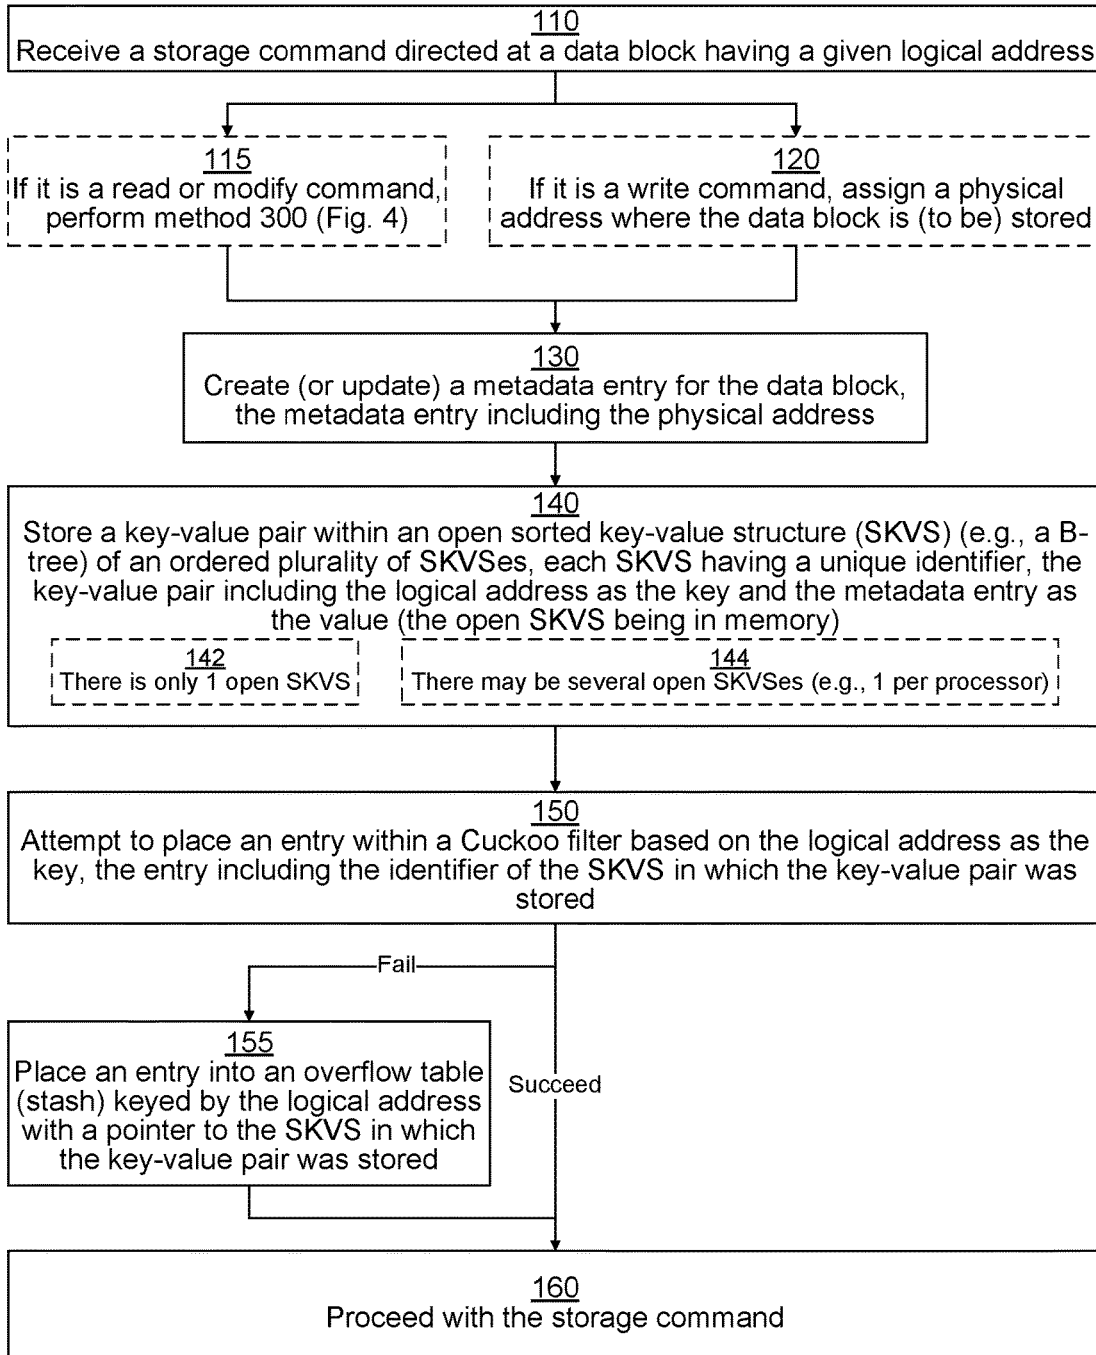 110
Receive a storage command directed at a data block having a given logical address
115
If it is a read or modify command,
perform method 300 (Fig. 4)
120
If it is a write command, assign a physical
address where the data block is (to be) stored
130
Create (or update) a metadata entry for the data block,
the metadata entry including the physical address
140
Store a key-value pair within an open sorted key-value structure (SKVS) (e.g., a B-
tree) of an ordered plurality of SKVSes, each SKVS having a unique identifier, the
key-value pair including the logical address as the key and the metadata entry as
the value (the open SKVS being in memory)
142
There is only 1 open SKVS
144
There may be several open SKVSes (e.g., 1 per processor)
150
Attempt to place an entry within a Cuckoo filter based on the logical address as the
key, the entry including the identifier of the SKVS in which the key-value pair was
stored
Fail
155
Place an entry into an overflow table
(stash) keyed by the logical address
with a pointer to the SKVS in which
the key-value pair was stored
Succeed
160
Proceed with the storage command